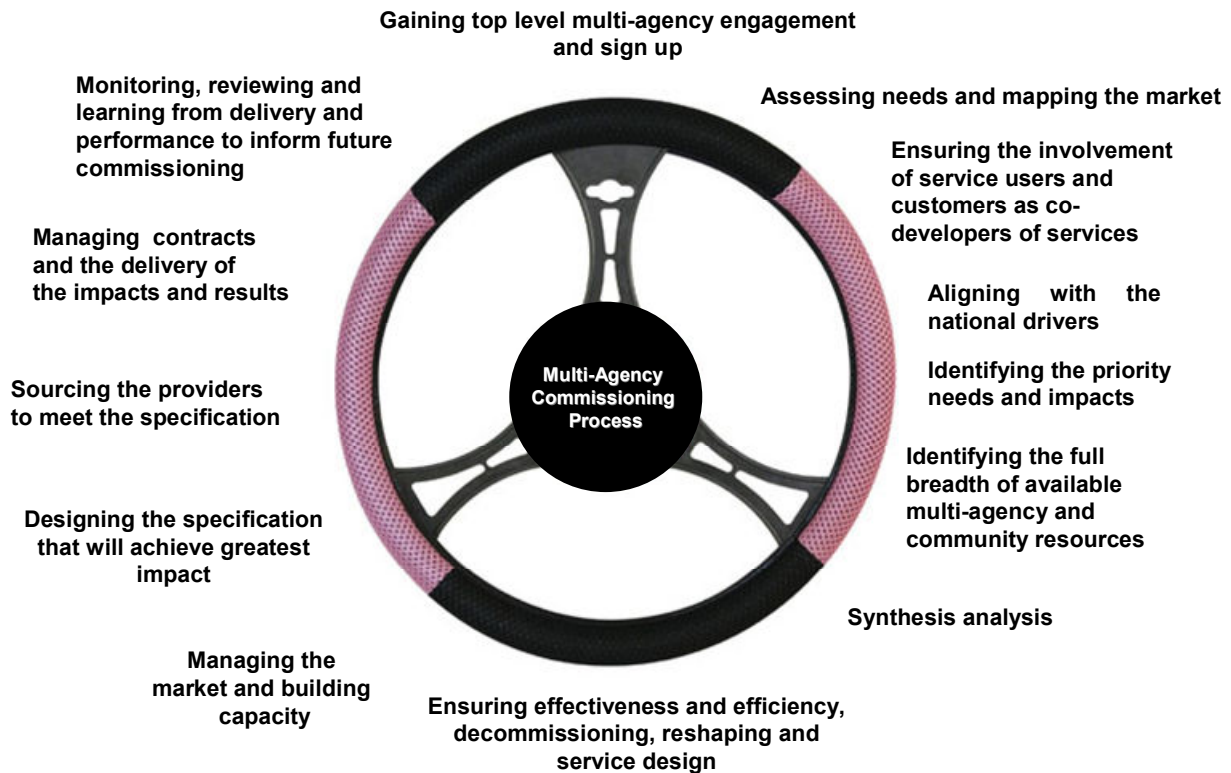 Gaining top level multi-agency engagement
and sign up
Assessing needs and mapping the market
Ensuring the involvement
of service users and
customers as co-
developers of services
Aligning with the
national drivers
Identifying the priority
needs and impacts
Identifying the full
breadth of available
multi-agency and
community resources
Synthesis analysis
Ensuring effectiveness and efficiency,
decommissioning, reshaping and
service design
Managing the
market and building
capacity
Designing the specification
that will achieve greatest
impact
Sourcing the providers
to meet the specification
Managing contracts
and the delivery of
the impacts and results
Monitoring, reviewing and
learning from delivery and
performance to inform future
commissioning
Multi-Agency
Commissioning
Process